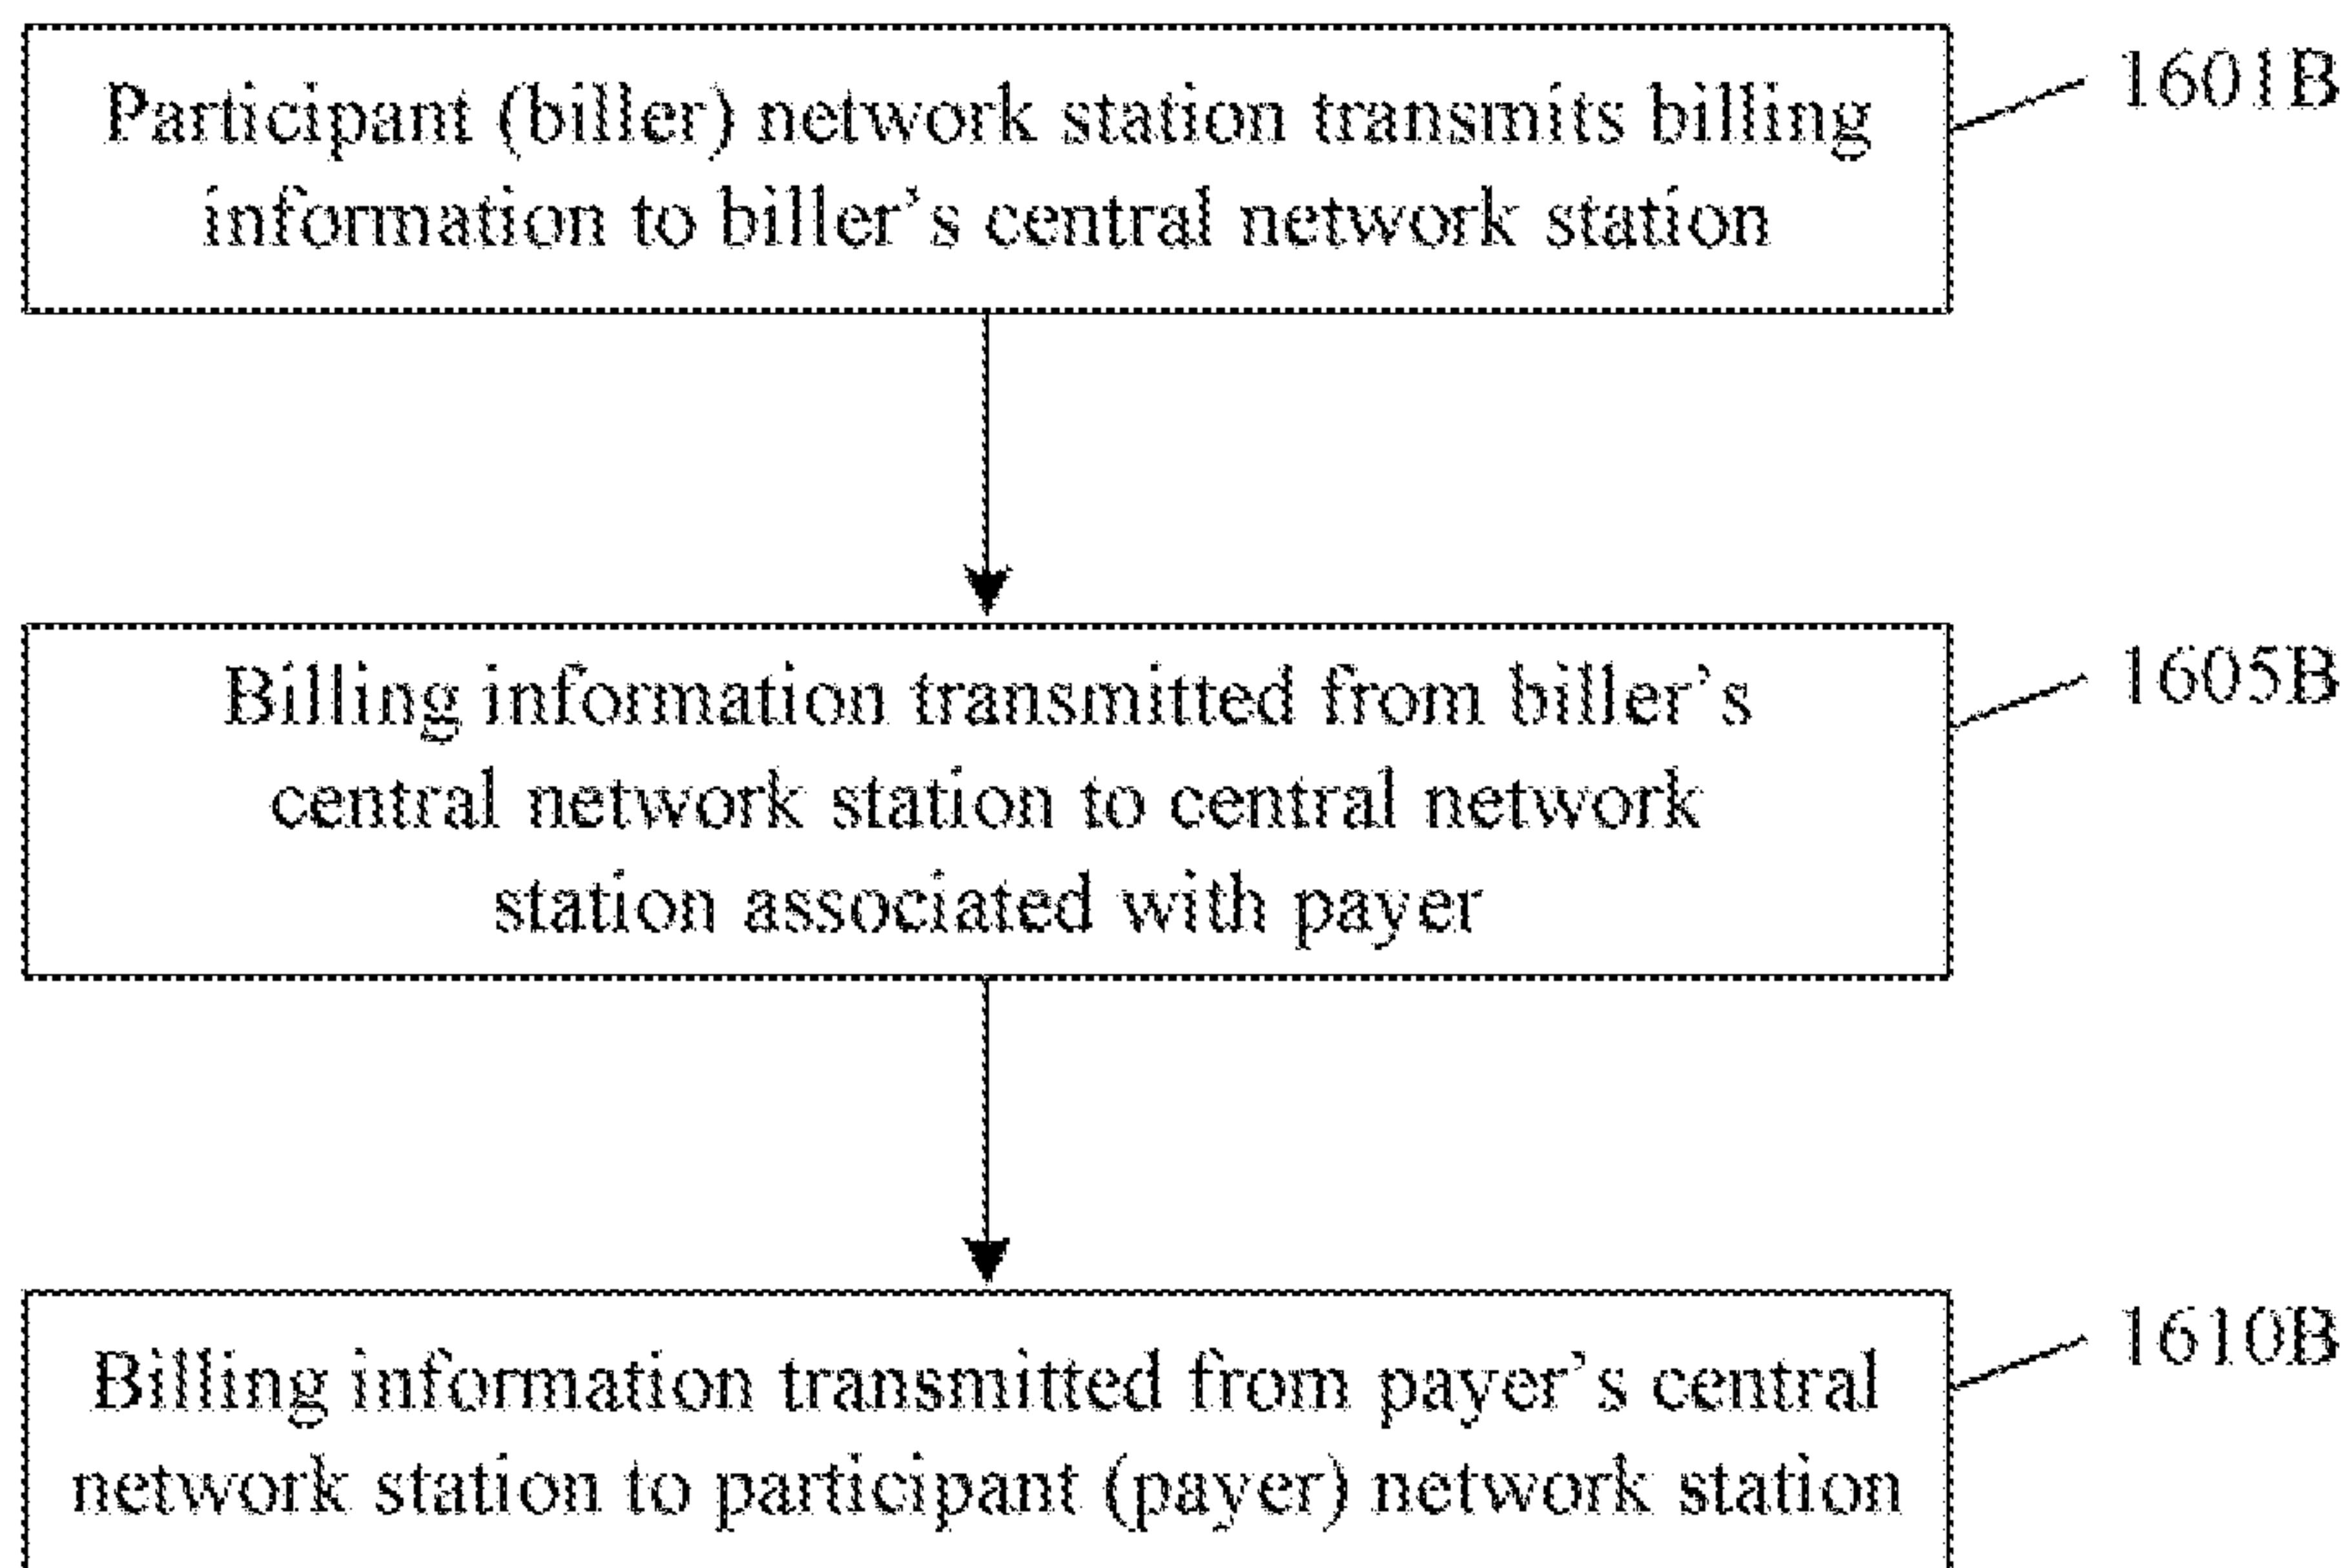 Participant (biller) network station transmits billing
information to biller's central network station
1601B
Billing information transmitted from biller's
central network station to central network
station associated with payer
1605B
Billing information transmitted from payer's central
network station to participant (payer) network station
1610B